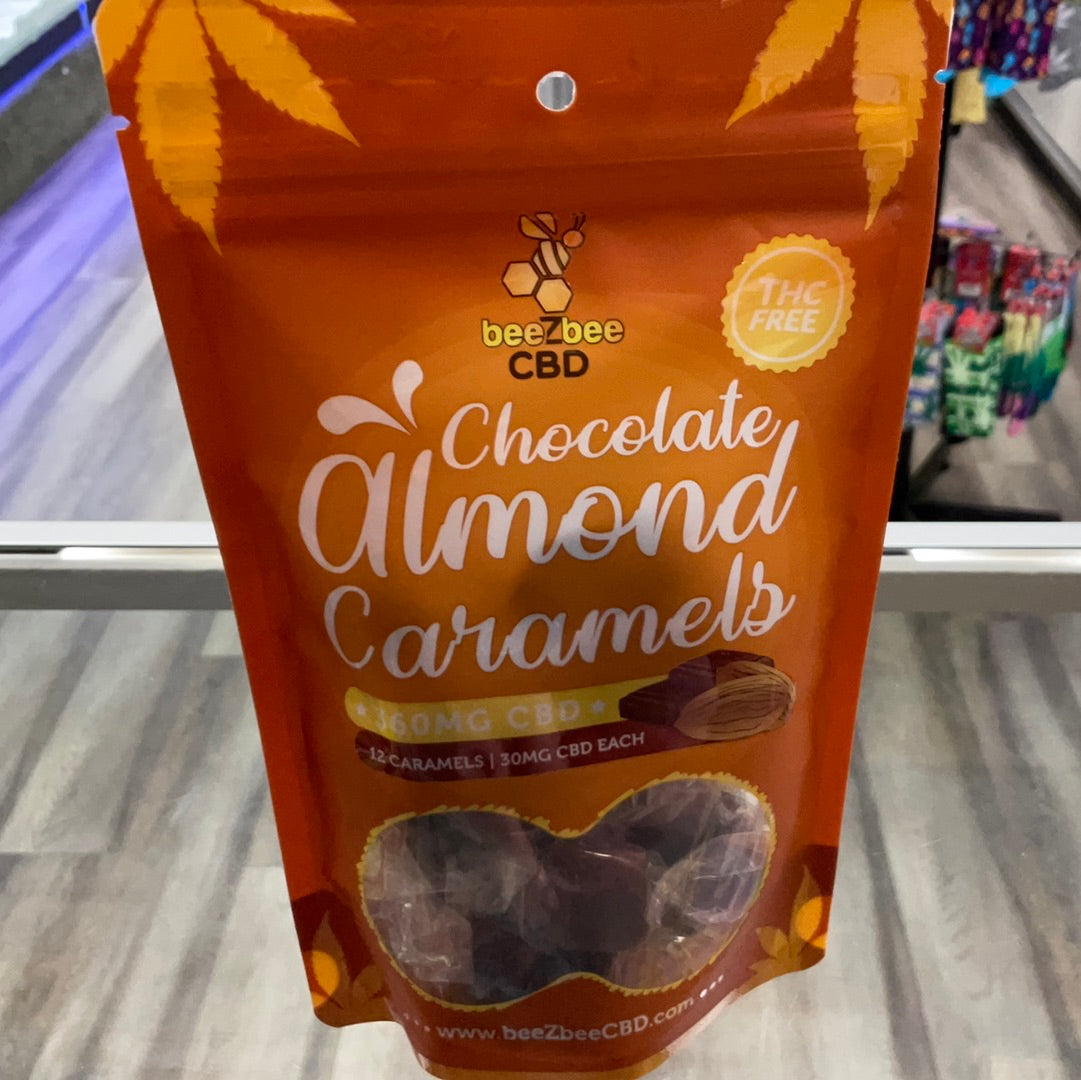 beeZbee
CBD
THC
FREE
Chocolate
Almond
Caramels
360MG CBD
12 CARAMELS | 30MG CBD EACH
www.beeZbeeCBD.com